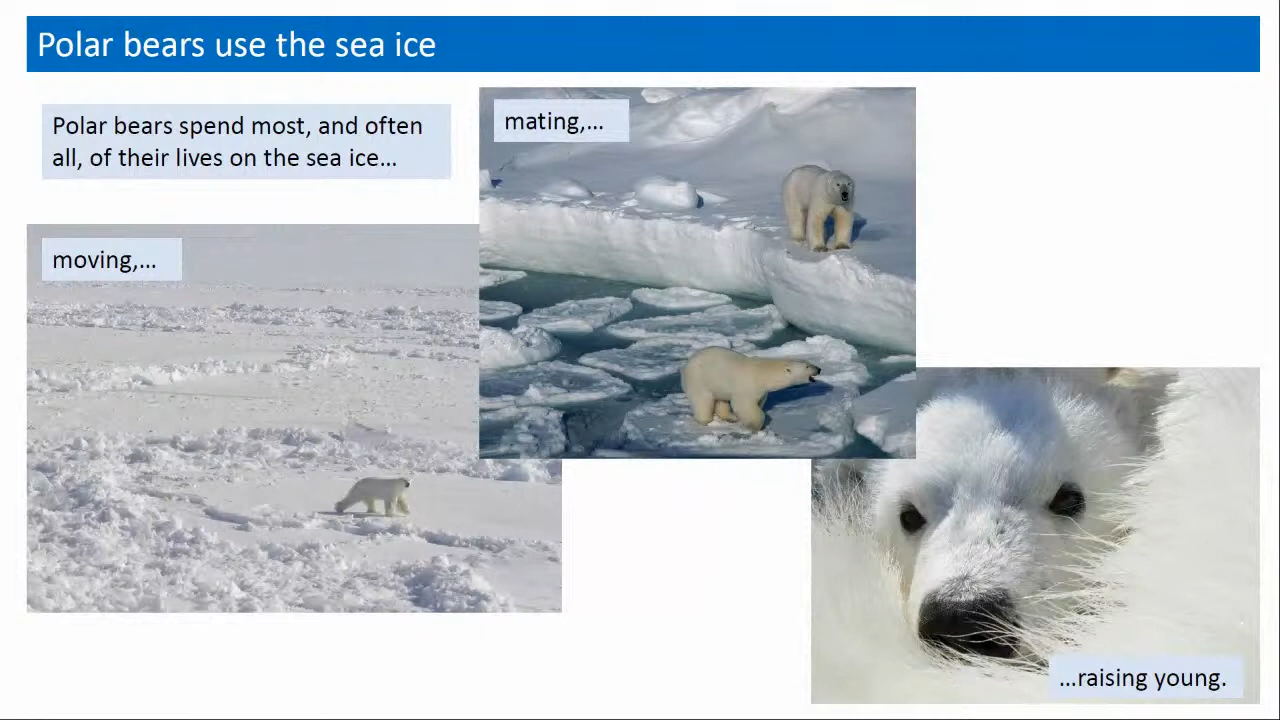 Polar bears use the sea ice
Polar bears spend most, and often
all, of their lives on the sea ice…
moving,…
mating,…
…raising young.